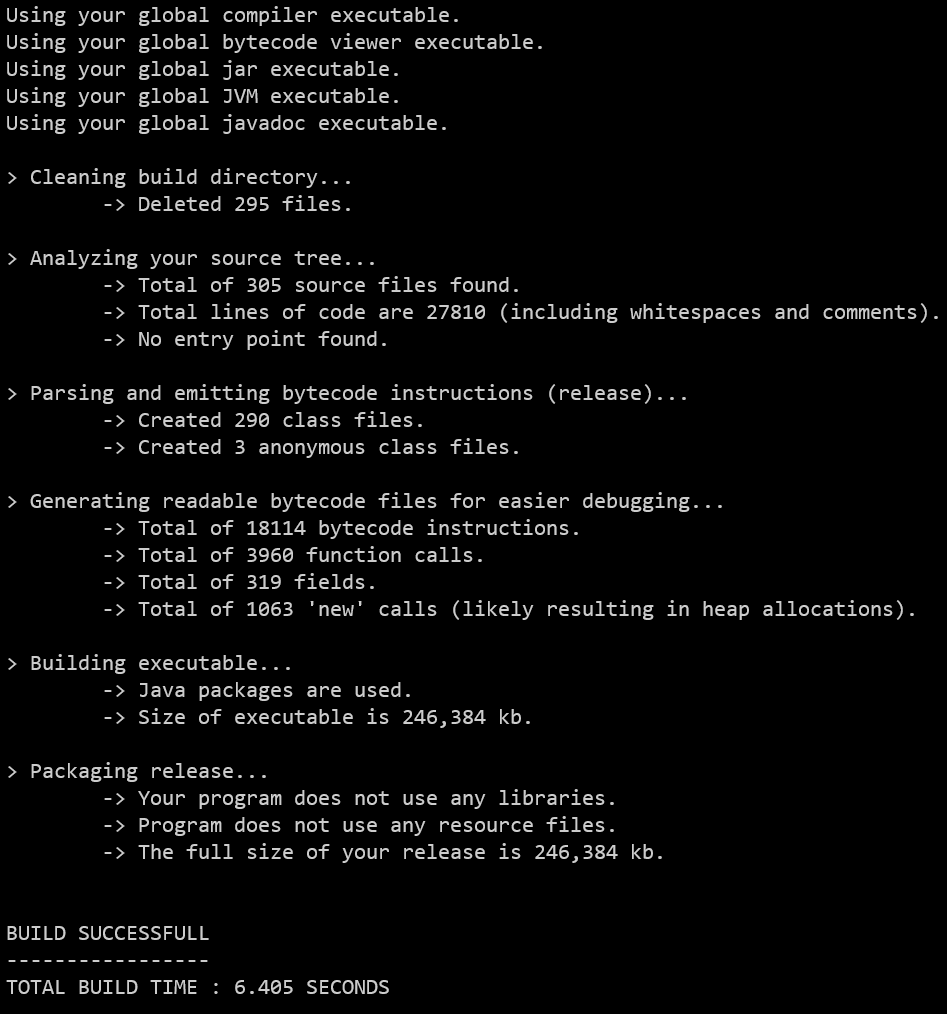 Using your global compiler executable.
Using your global bytecode viewer executable.
Using your global jar executable.
Using your global JVM executable.
Using your global javadoc executable.
> Cleaning build directory...
-> Deleted 295 files.
> Analyzing your source tree...
-> Total of 305 source files found.
-> Total lines of code are 27810 (including whitespaces and comments).
-> No entry point found.
> Parsing and emitting bytecode instructions (release)...
-> Created 290 class files.
-> Created 3 anonymous class files.
> Generating readable bytecode files for easier debugging...
-> Total of 18114 bytecode instructions.
-> Total of 3960 function calls.
-> Total of 319 fields.
-> Total of 1063 'new' calls (likely resulting in heap allocations).
> Building executable...
-> Java packages are used.
-> Size of executable is 246,384 kb.
> Packaging release...
-> Your program does not use any libraries.
-> Program does not use any resource files.
-> The full size of your release is 246,384 kb.
BUILD SUCCESSFULL
-----------------
TOTAL BUILD TIME : 6.405 SECONDS